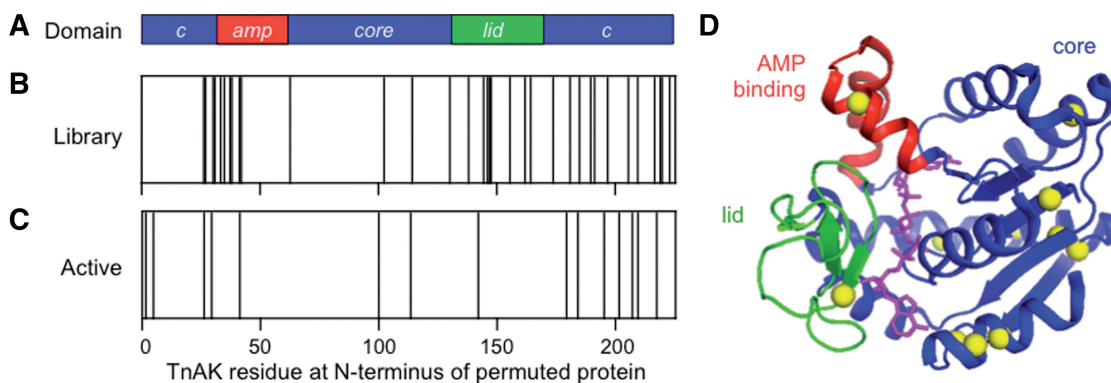 A
Domain
c
amp
core
lid
c
B
Library
C
Active
0
50
100
150
200
TnAK residue at N-terminus of permuted protein
D
AMP
binding
core
lid